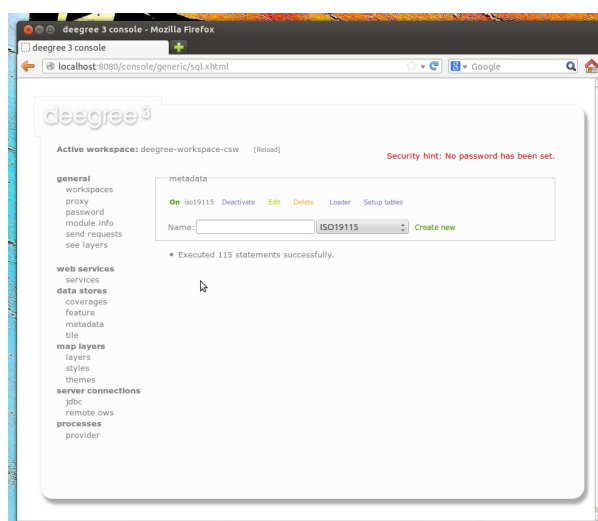 deegree 3 console - Mozilla Firefox
deegree 3 console
localhost:8080/console/generic/sql.xhtml
Google
deegree 3
Active workspace: deegree-workspace-csw [Reload]
Security hint: No password has been set.
general
workspaces
proxy
password
module info
send requests
see layers
web services
services
data stores
coverages
feature
metadata
tile
map layers
layers
styles
themes
server connections
jdbc
remote ows
processes
provider
metadata
On iso19115 Deactivate Edit Delete Loader Setup tables
Name: ISO19115 Create new
Executed 115 statements successfully.